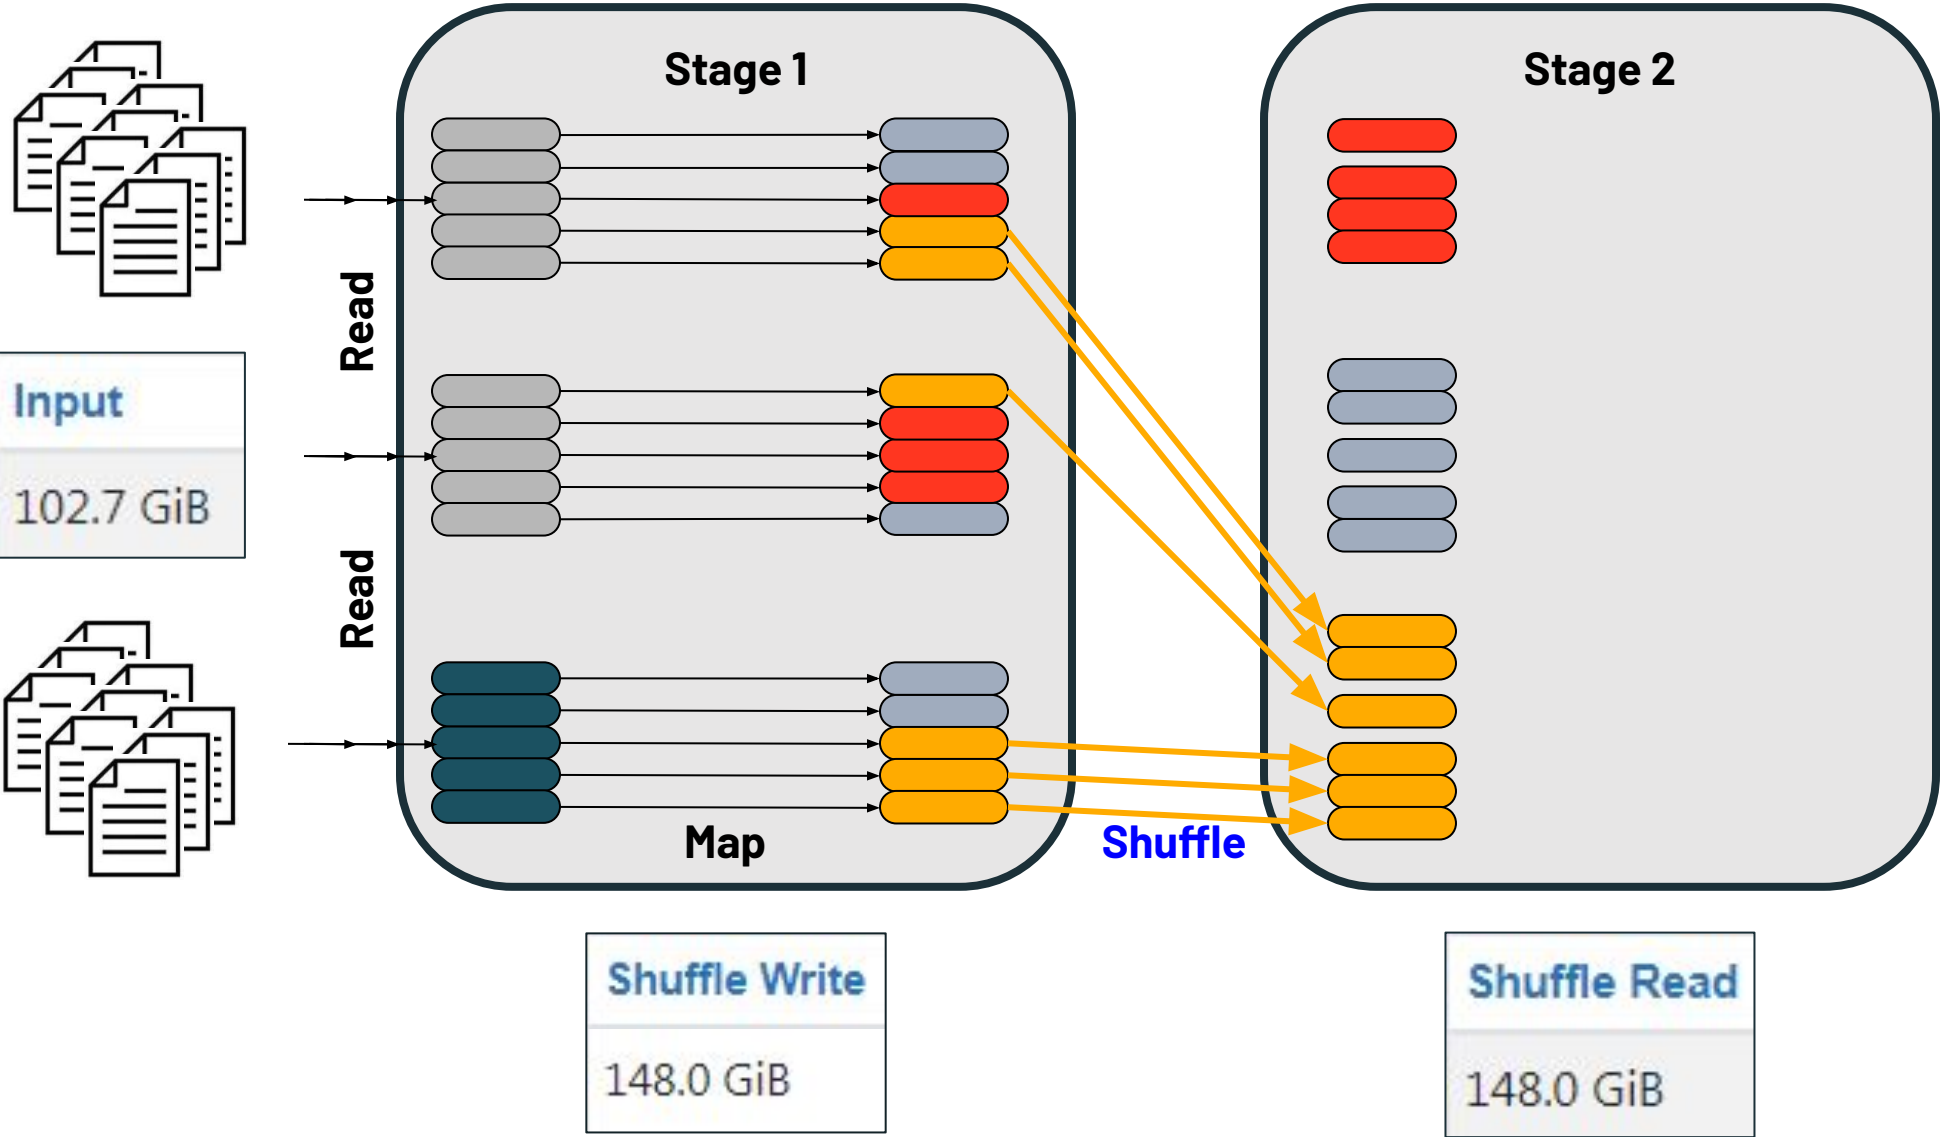 Stage 1
Stage 2
Read
Input
102.7 GiB
Read
Map
Shuffle
Shuffle Write
148.0 GiB
Shuffle Read
148.0 GiB